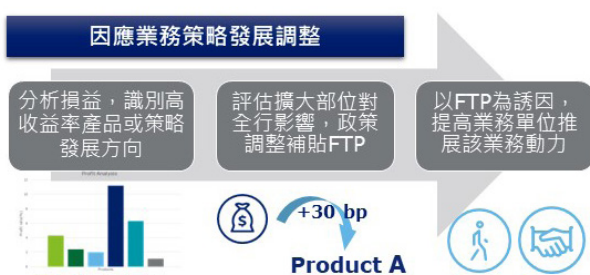 因應業務策略發展調整
分析損益，識別高
收益率產品或策略
發展方向
評估擴大部位對
全行影響，政策
調整補貼FTP
以FTP為誘因，
提高業務單位推
展該業務動力
Profit Analysis
$
+30 bp
Product A